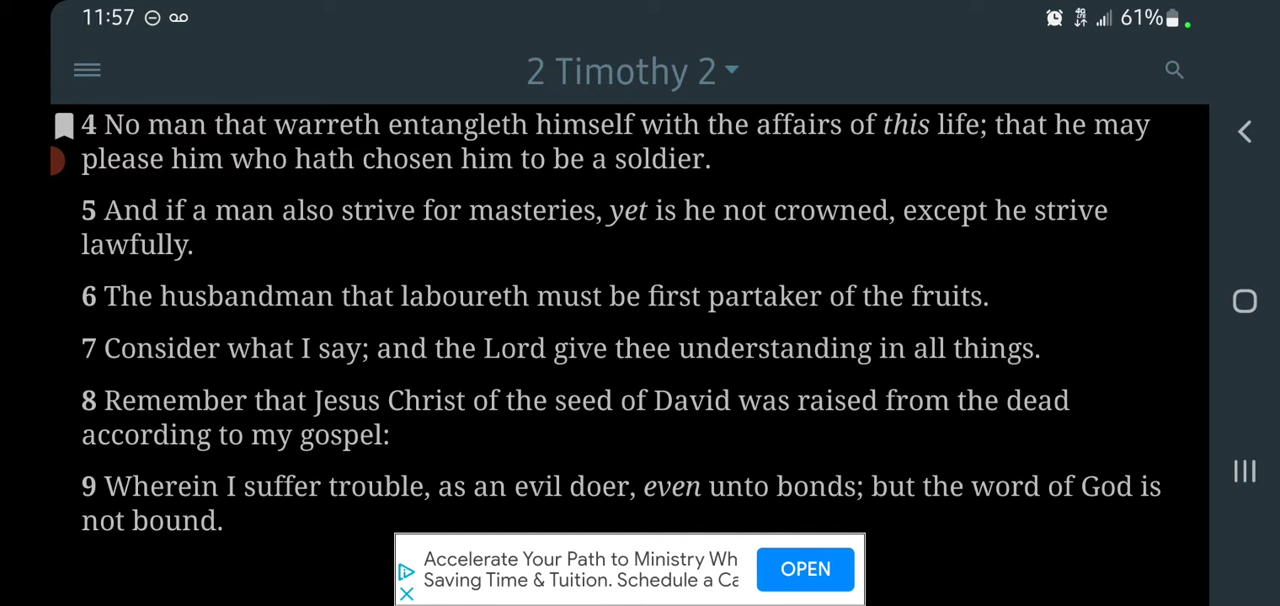 11:57
61%
2 Timothy 2
4 No man that warreth entangleth himself with the affairs of this life; that he may
please him who hath chosen him to be a soldier.
5 And if a man also strive for masteries, yet is he not crowned, except he strive
lawfully.
6 The husbandman that laboureth must be first partaker of the fruits.
7 Consider what I say; and the Lord give thee understanding in all things.
8 Remember that Jesus Christ of the seed of David was raised from the dead
according to my gospel:
9 Wherein I suffer trouble, as an evil doer, even unto bonds; but the word of God is
not bound.
Accelerate Your Path to Ministry Wh
Saving Time & Tuition. Schedule a Ca
OPEN